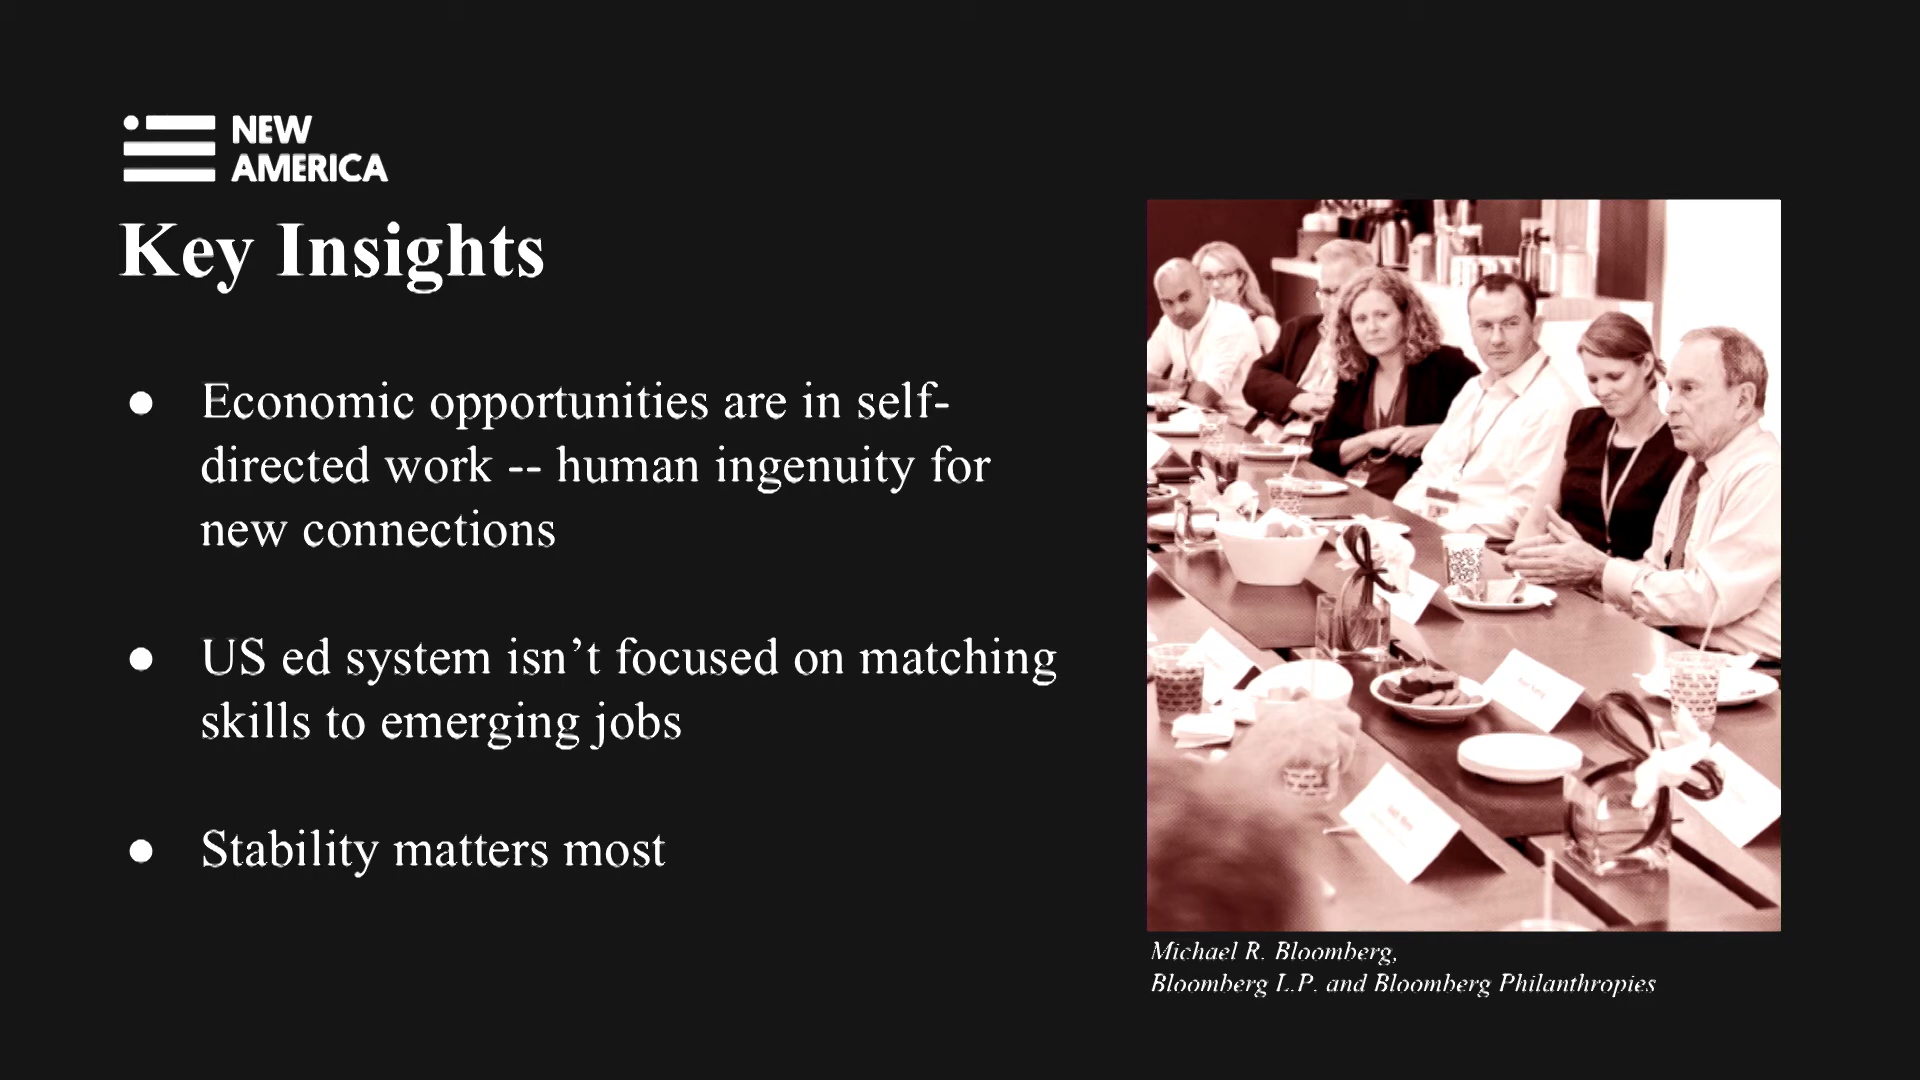 NEW
AMERICA
Key Insights
● Economic opportunities are in self-
directed work -- human ingenuity for
new connections
● US ed system isn’t focused on matching
skills to emerging jobs
● Stability matters most
Michael R. Bloomberg,
Bloomberg L.P. and Bloomberg Philanthropies